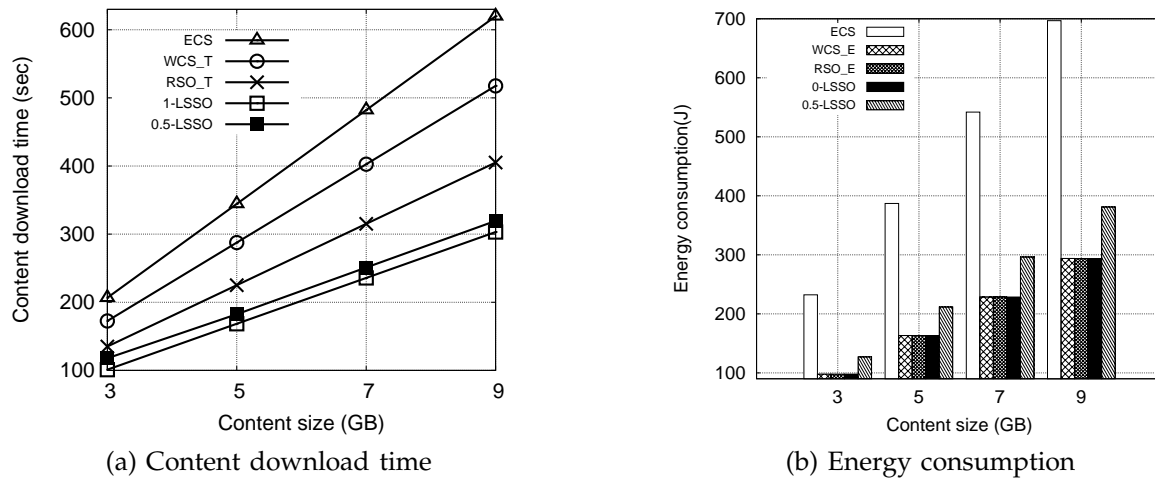 600
500
400
300
200
100
3
5
7
9
Content download time (sec)
Content size (GB)
ECS
WCS_T
RSO_T
1-LSSO
0.5-LSSO
(a) Content download time
700
600
500
400
300
200
100
3
5
7
9
Energy consumption(J)
Content size (GB)
ECS
WCS_E
RSO_E
0-LSSO
0.5-LSSO
(b) Energy consumption